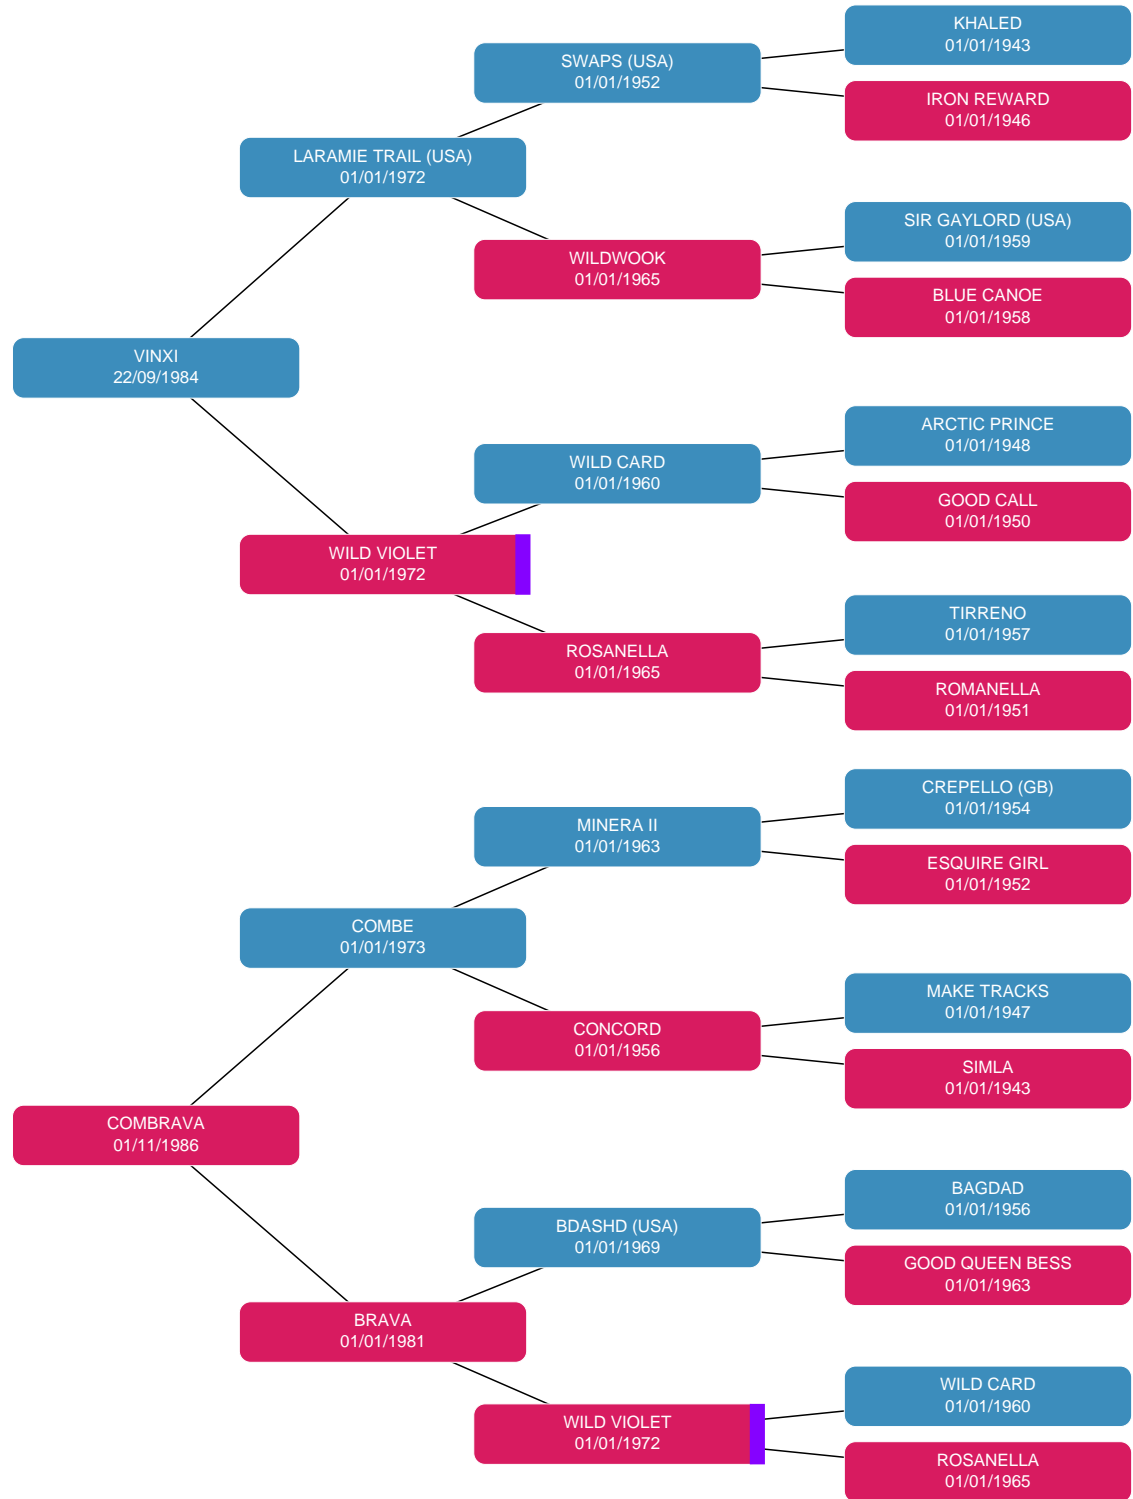 KHALED
01/01/1943
SWAPS (USA)
01/01/1952
IRON REWARD
01/01/1946
LARAMIE TRAIL (USA)
01/01/1972
SIR GAYLORD (USA)
01/01/1959
WILDWOOK
01/01/1965
BLUE CANOE
01/01/1958
VINXI
22/09/1984
ARCTIC PRINCE
01/01/1948
WILD CARD
01/01/1960
GOOD CALL
01/01/1950
WILD VIOLET
01/01/1972
TIRRENO
01/01/1957
ROSANELLA
01/01/1965
ROMANELLA
01/01/1951
CREPELLO (GB)
01/01/1954
MINERA II
01/01/1963
ESQUIRE GIRL
01/01/1952
COMBE
01/01/1973
MAKE TRACKS
01/01/1947
CONCORD
01/01/1956
SIMLA
01/01/1943
COMBRAVA
01/11/1986
BAGDAD
01/01/1956
BDASHD (USA)
01/01/1969
GOOD QUEEN BESS
01/01/1963
BRAVA
01/01/1981
WILD CARD
01/01/1960
WILD VIOLET
01/01/1972
ROSANELLA
01/01/1965